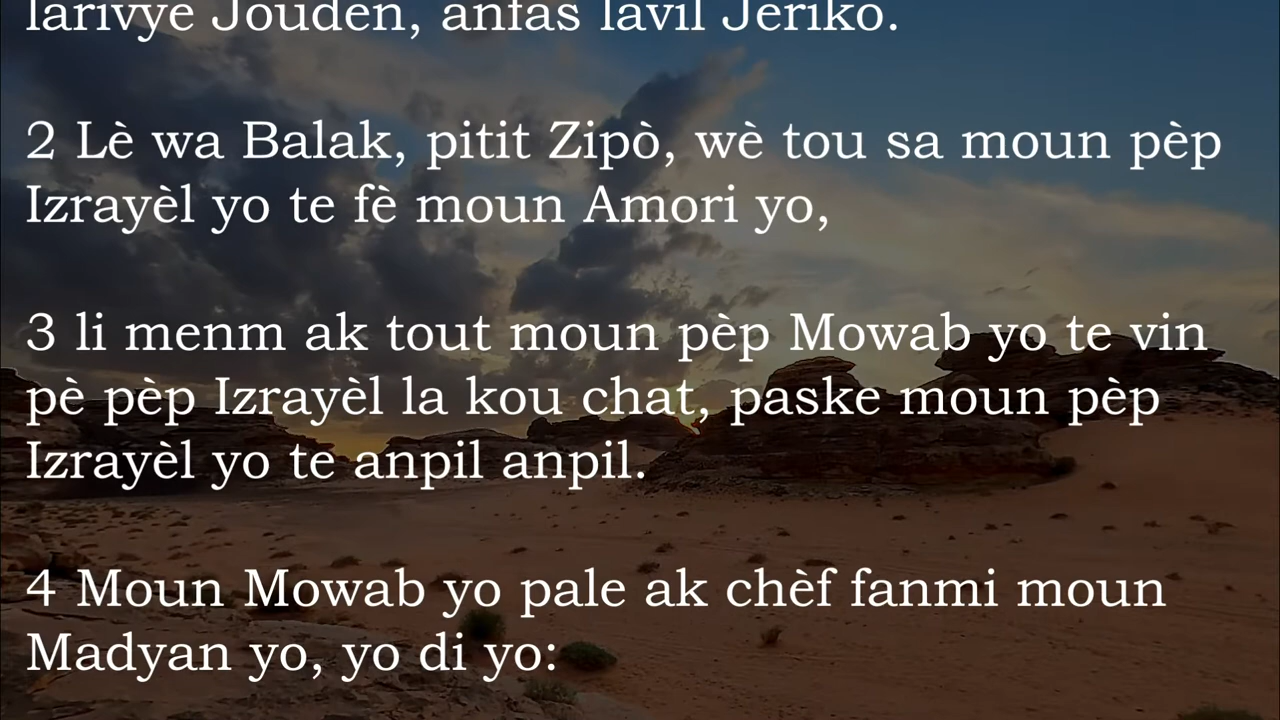 larivyè Jouden, anfas lavil Jeriko.
2 Lè wa Balak, pitit Zipò, wè tou sa moun pèp
Izrayèl yo te fè moun Amori yo,
3 li menm ak tout moun pèp Mowab yo te vin
pè pèp Izrayèl la kou chat, paske moun pèp
Izrayèl yo te anpil anpil.
4 Moun Mowab yo pale ak chèf fanmi moun
Madyan yo, yo di yo: